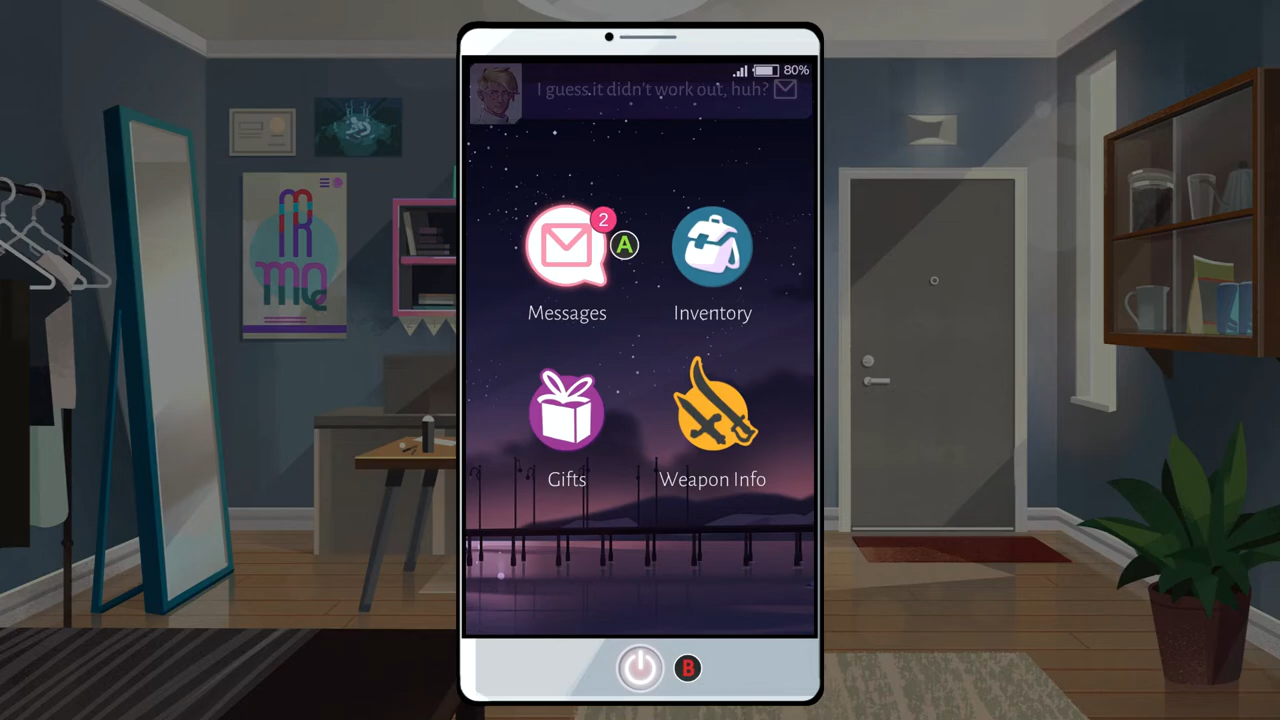 80%
I guess it didn't work out, huh?
2
A
Messages
Inventory
Gifts
Weapon Info
B